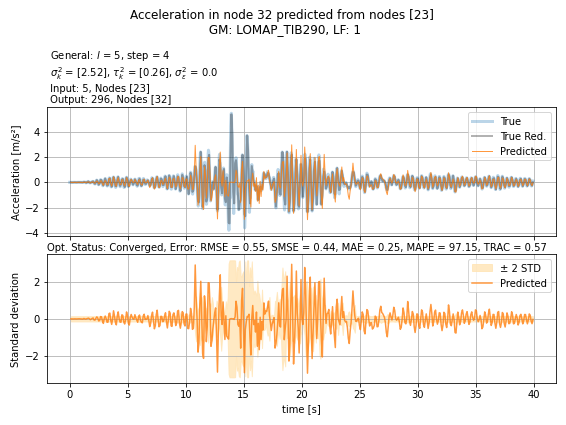 Acceleration in node 32 predicted from nodes [23]
GM: LOMAP_TIB290, LF: 1
General: l = 5, step = 4
σ²ₖ = [2.52], τ²ₖ = [0.26], σ²ε = 0.0
Input: 5, Nodes [23]
Output: 296, Nodes [32]
Acceleration [m/s²]
4
2
0
−2
−4
True
True Red.
Predicted
Opt. Status: Converged, Error: RMSE = 0.55, SMSE = 0.44, MAE = 0.25, MAPE = 97.15, TRAC = 0.57
Standard deviation
2
0
−2
± 2 STD
Predicted
0 5 10 15 20 25 30 35 40
time [s]